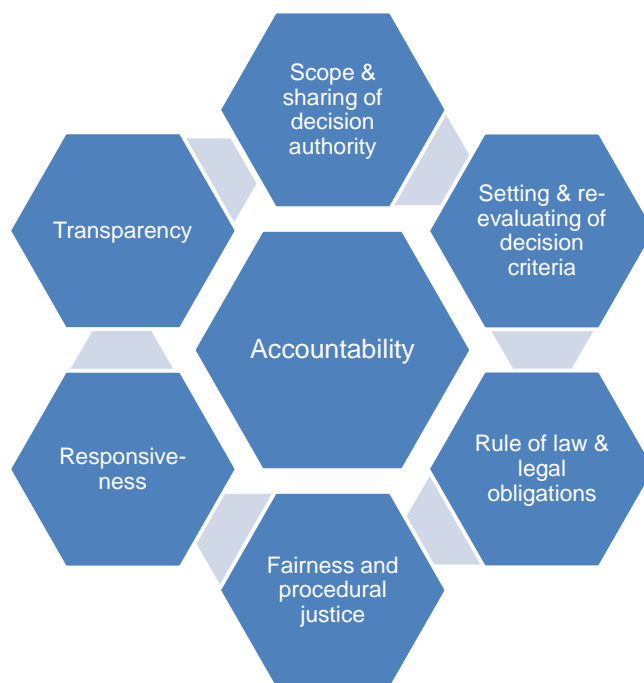 Scope &
sharing of
decision
authority
Transparency
Setting & re-
evaluating of
decision
criteria
Accountability
Responsive-
ness
Rule of law &
legal
obligations
Fairness and
procedural
justice